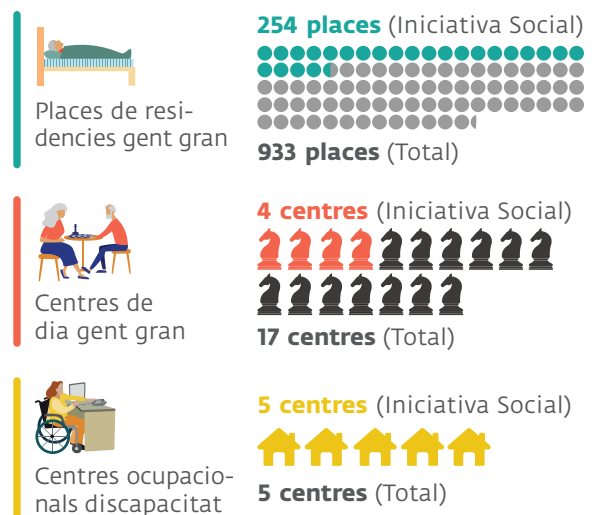 254 places (Iniciativa Social)
Places de resi-
dencies gent gran
933 places (Total)
4 centres (Iniciativa Social)
Centres de
dia gent gran
17 centres (Total)
5 centres (Iniciativa Social)
Centres ocupacio-
nals discapacitat
5 centres (Total)